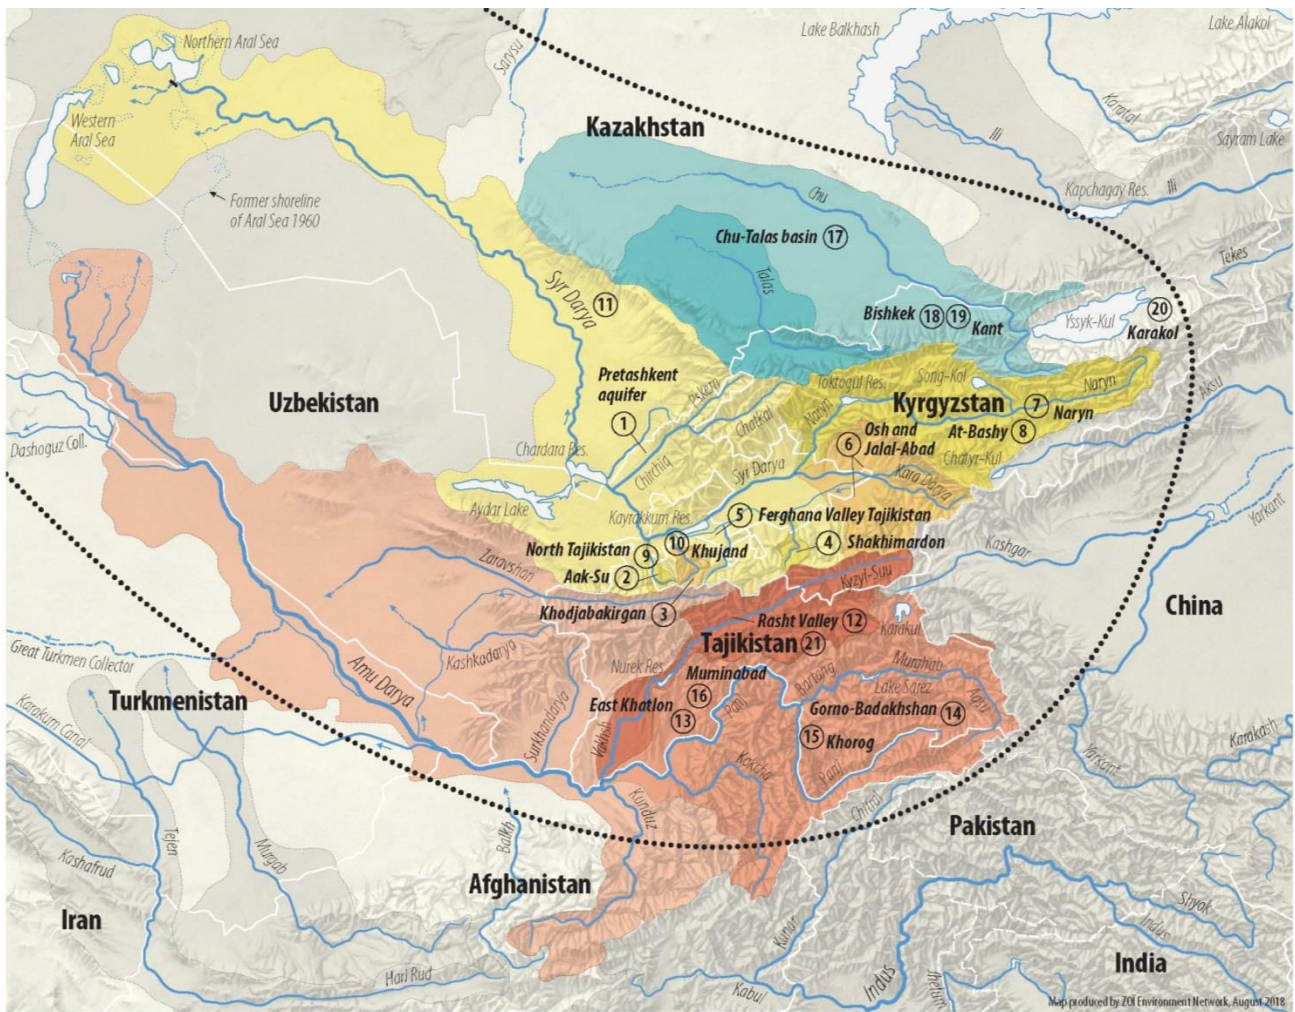 Northern Aral Sea
Sarysu
Lake Balkhash
Lake Alakol
Western
Aral Sea
Kazakhstan
Karatal
Ili
Sayram Lake
Former shoreline
of Aral Sea 1960
Chu
Kapchagay Res.
Ili
Chu-Talas basin 17
Tekes
Talas
Syr Darya
11
Bishkek 18 19
Kant
Yssyk-Kul
20
Karakol
Pretashkent
aquifer
1
Pskem
Toktogul Res.
Song-Kol
Naryn
Aksu
Uzbekistan
Chatkal
Naryn
Kyrgyzstan
7
Naryn
At-Bashy 8
Osh and
Jalal-Abad
6
Dashoguz Coll.
Chardara Res.
Chirchiq
Syr Darya
Chatyr-Kul
Kara Darya
Aydar Lake
Kayrakkum Res.
5 Ferghana Valley Tajikistan
Yarkant
North Tajikistan 9
10 Khujand
4 Shakhimardon
Kashgar
Zaravshan
Aak-Su 2
Kyzyl-Suu
Khodjabakirgan 3
China
Rasht Valley 12
Karakul
Great Turkmen Collector
Kashkadarya
Tajikistan 21
Nurek Res.
Muminabad
16
Bartang
Murghab
Lake Sarez
Amu Darya
Turkmenistan
Surkhandarya
East Khatlon
13
Panj
Gorno-Badakhshan 14
Aqsu
Karakum Canal
Vakhsh
15 Khorog
Karakash
Kokcha
Panj
Yarkant
Kunduz
Chitral
Tejen
Murgab
Balkh
Pakistan
Kashafrud
Afghanistan
Iran
Shyok
Kunar
Indus
Hari Rud
Kabul
Indus
Jhelum
India
Map produced by ZOÏ Environment Network, August 2018